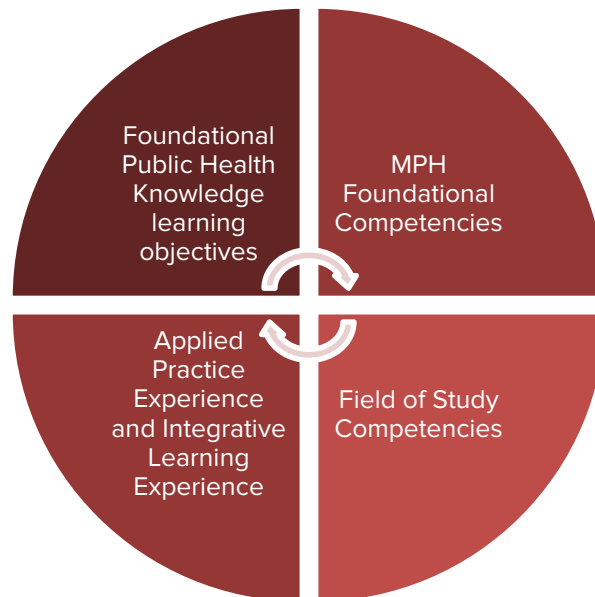 Foundational
Public Health
Knowledge
learning
objectives
MPH
Foundational
Competencies
Applied
Practice
Experience
and Integrative
Learning
Experience
Field of Study
Competencies